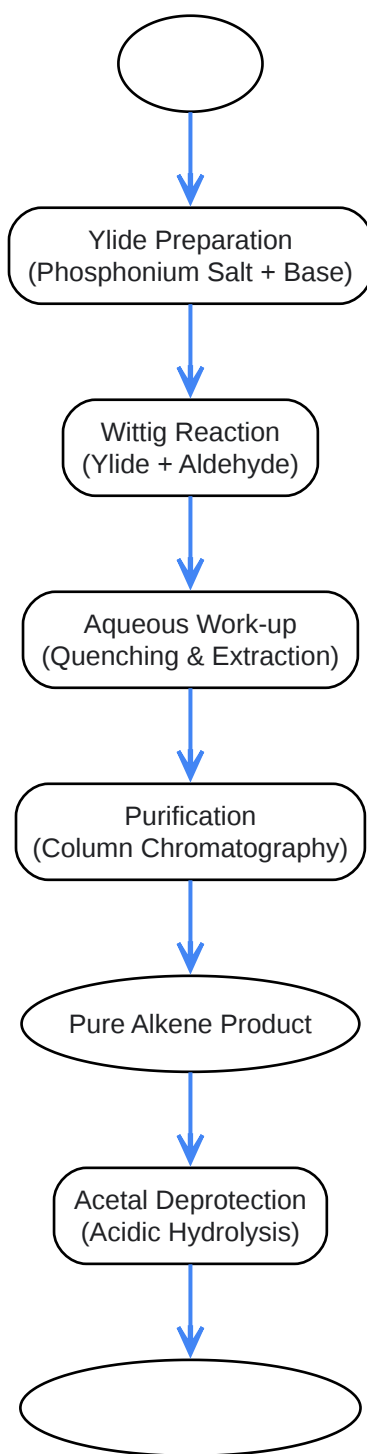 Ylide Preparation
(Phosphonium Salt + Base)
Wittig Reaction
(Ylide + Aldehyde)
Aqueous Work-up
(Quenching & Extraction)
Purification
(Column Chromatography)
Pure Alkene Product
Acetal Deprotection
(Acidic Hydrolysis)